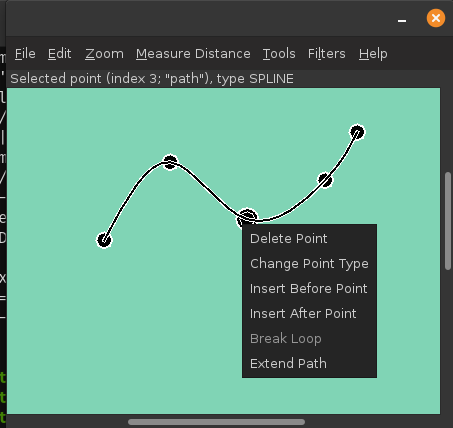 File Edit Zoom Measure Distance Tools Filters Help
Selected point (index 3; "path"), type SPLINE
Delete Point
Change Point Type
Insert Before Point
Insert After Point
Break Loop
Extend Path